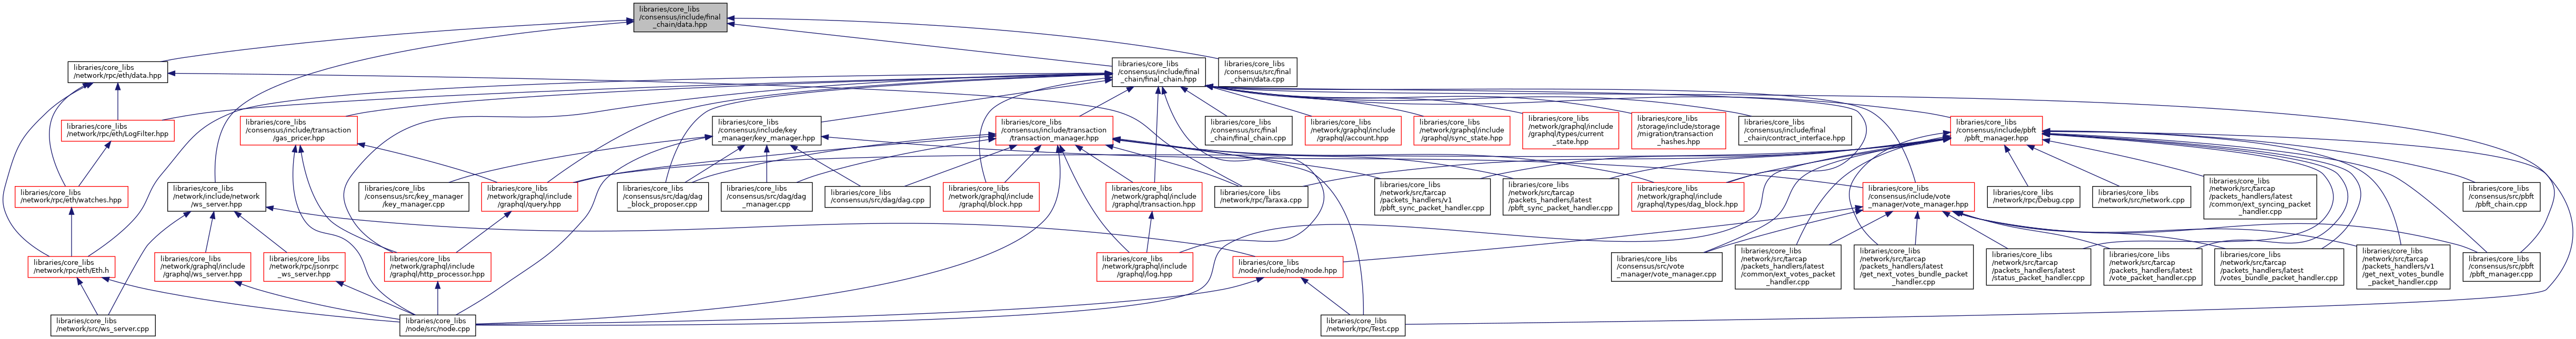 libraries/core_libs
/consensus/include/final
_chain/data.hpp
libraries/core_libs
/network/rpc/eth/data.hpp
libraries/core_libs
/consensus/include/final
_chain/final_chain.hpp
libraries/core_libs
/consensus/src/final
_chain/data.cpp
libraries/core_libs
/network/rpc/eth/LogFilter.hpp
libraries/core_libs
/consensus/include/transaction
/gas_pricer.hpp
libraries/core_libs
/consensus/include/key
_manager/key_manager.hpp
libraries/core_libs
/consensus/include/transaction
/transaction_manager.hpp
libraries/core_libs
/consensus/src/final
_chain/final_chain.cpp
libraries/core_libs
/network/graphql/include
/graphql/account.hpp
libraries/core_libs
/network/graphql/include
/graphql/sync_state.hpp
libraries/core_libs
/network/graphql/include
/graphql/types/current
_state.hpp
libraries/core_libs
/storage/include/storage
/migration/transaction
_hashes.hpp
libraries/core_libs
/consensus/include/final
_chain/contract_interface.hpp
libraries/core_libs
/consensus/include/pbft
/pbft_manager.hpp
libraries/core_libs
/network/rpc/eth/watches.hpp
libraries/core_libs
/network/include/network
/ws_server.hpp
libraries/core_libs
/consensus/src/key_manager
/key_manager.cpp
libraries/core_libs
/network/graphql/include
/graphql/query.hpp
libraries/core_libs
/consensus/src/dag/dag
_block_proposer.cpp
libraries/core_libs
/consensus/src/dag/dag
_manager.cpp
libraries/core_libs
/consensus/src/dag/dag.cpp
libraries/core_libs
/network/graphql/include
/graphql/block.hpp
libraries/core_libs
/network/graphql/include
/graphql/transaction.hpp
libraries/core_libs
/network/rpc/Taraxa.cpp
libraries/core_libs
/network/src/tarcap
/packets_handlers/v1
/pbft_sync_packet_handler.cpp
libraries/core_libs
/network/src/tarcap
/packets_handlers/latest
/pbft_sync_packet_handler.cpp
libraries/core_libs
/network/graphql/include
/graphql/types/dag_block.hpp
libraries/core_libs
/consensus/include/vote
_manager/vote_manager.hpp
libraries/core_libs
/network/rpc/Debug.cpp
libraries/core_libs
/network/src/network.cpp
libraries/core_libs
/network/src/tarcap
/packets_handlers/latest
/common/ext_syncing_packet
_handler.cpp
libraries/core_libs
/consensus/src/pbft
/pbft_chain.cpp
libraries/core_libs
/network/rpc/eth/Eth.h
libraries/core_libs
/network/graphql/include
/graphql/ws_server.hpp
libraries/core_libs
/network/rpc/jsonrpc
_ws_server.hpp
libraries/core_libs
/network/graphql/include
/graphql/http_processor.hpp
libraries/core_libs
/network/graphql/include
/graphql/log.hpp
libraries/core_libs
/node/include/node/node.hpp
libraries/core_libs
/consensus/src/vote
_manager/vote_manager.cpp
libraries/core_libs
/network/src/tarcap
/packets_handlers/latest
/common/ext_votes_packet
_handler.cpp
libraries/core_libs
/network/src/tarcap
/packets_handlers/latest
/get_next_votes_bundle_packet
_handler.cpp
libraries/core_libs
/network/src/tarcap
/packets_handlers/latest
/status_packet_handler.cpp
libraries/core_libs
/network/src/tarcap
/packets_handlers/latest
/vote_packet_handler.cpp
libraries/core_libs
/network/src/tarcap
/packets_handlers/latest
/votes_bundle_packet_handler.cpp
libraries/core_libs
/network/src/tarcap
/packets_handlers/v1
/get_next_votes_bundle
_packet_handler.cpp
libraries/core_libs
/consensus/src/pbft
/pbft_manager.cpp
libraries/core_libs
/network/src/ws_server.cpp
libraries/core_libs
/node/src/node.cpp
libraries/core_libs
/network/rpc/Test.cpp